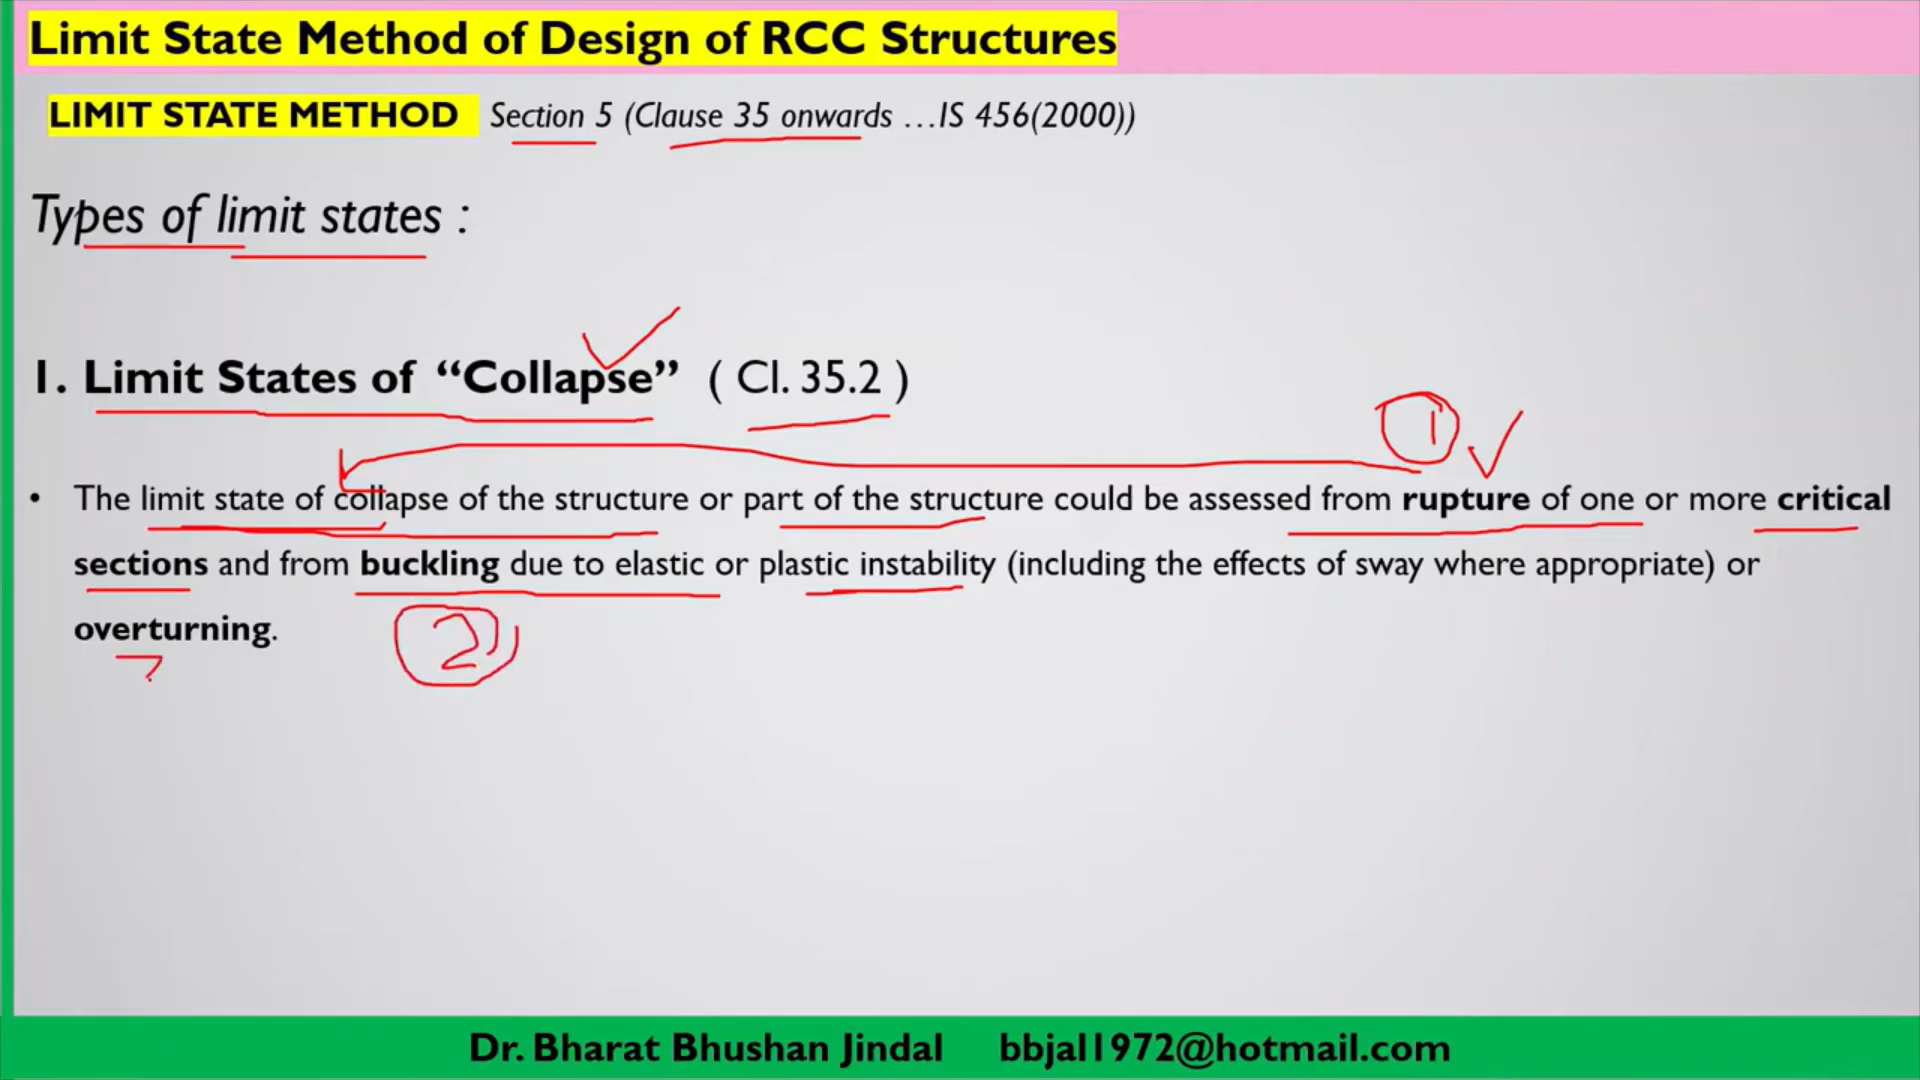 Limit State Method of Design of RCC Structures
LIMIT STATE METHOD Section 5 (Clause 35 onwards ...IS 456(2000))
Types of limit states :
1. Limit States of “Collapse” ( Cl. 35.2 )
1
• The limit state of collapse of the structure or part of the structure could be assessed from rupture of one or more critical
sections and from buckling due to elastic or plastic instability (including the effects of sway where appropriate) or
overturning.
2
Dr. Bharat Bhushan Jindal bbjal1972@hotmail.com